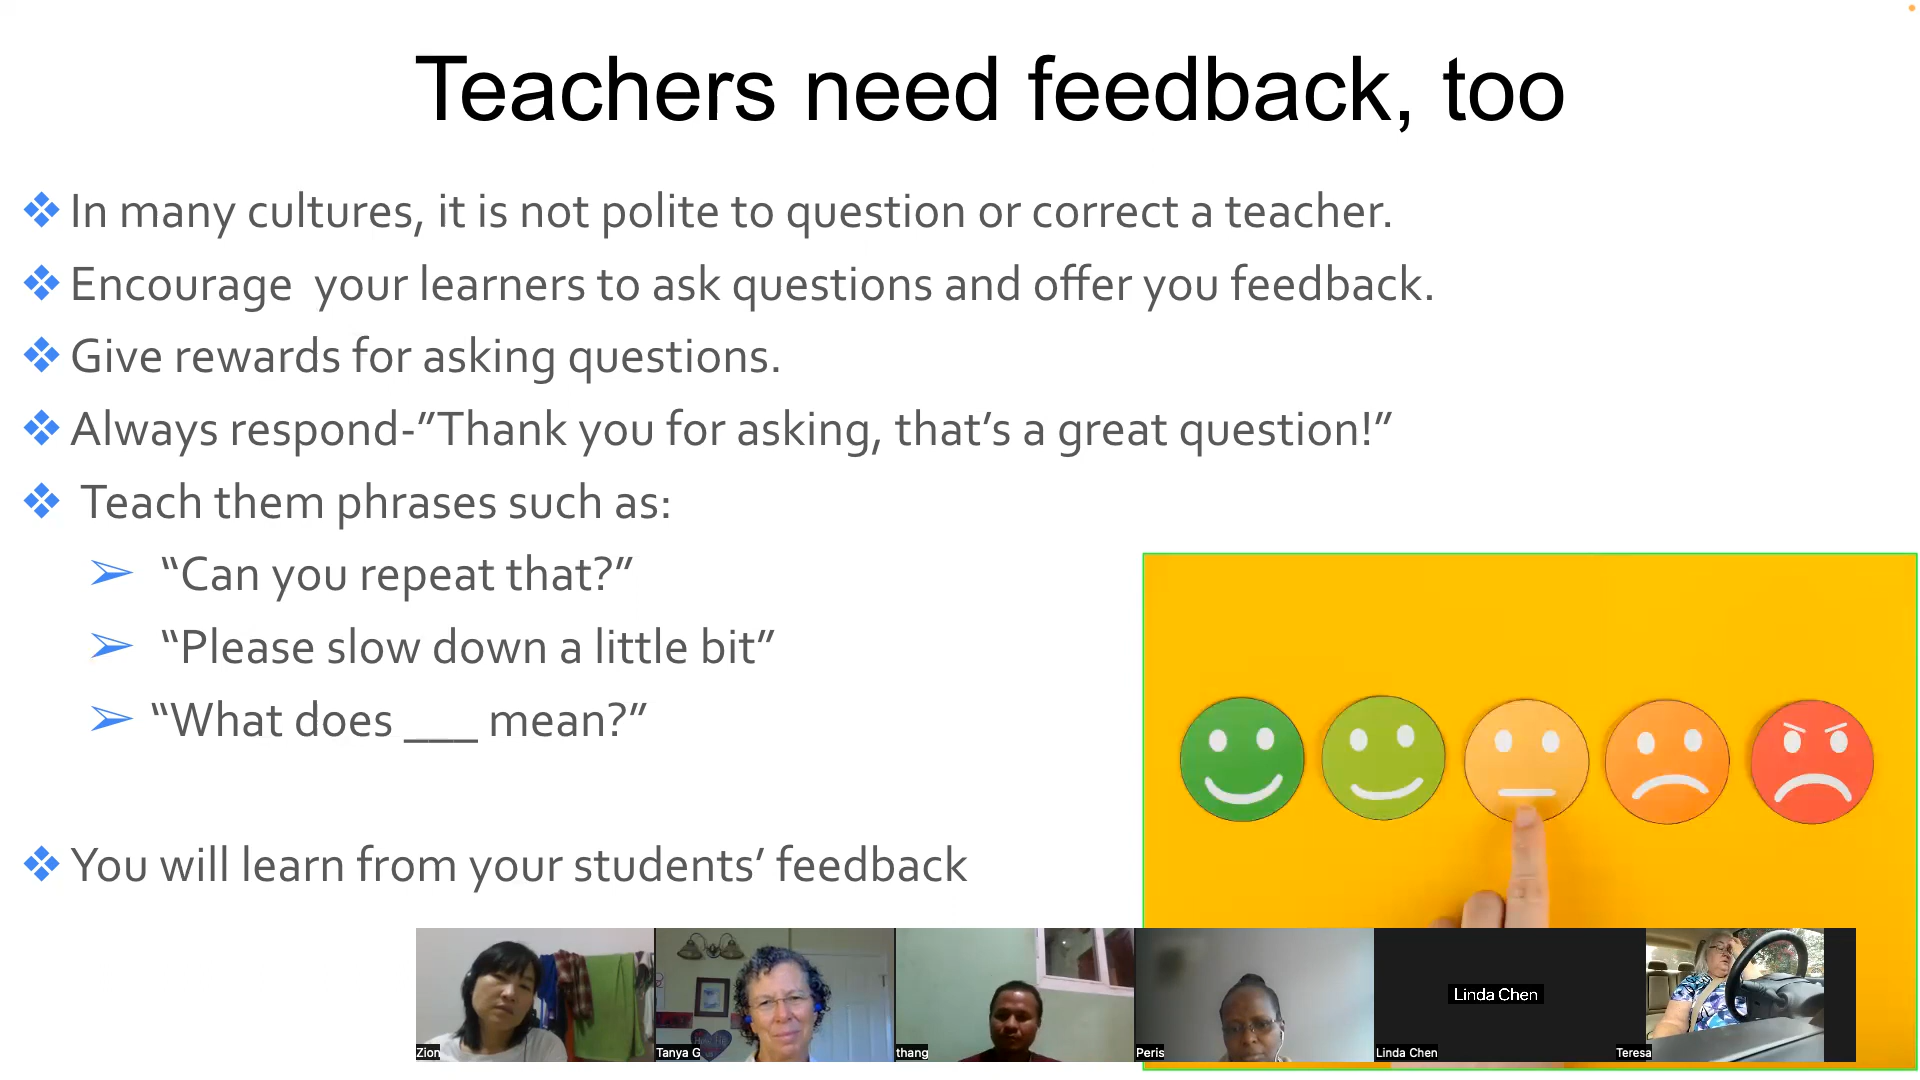 Teachers need feedback, too
❖ In many cultures, it is not polite to question or correct a teacher.
❖ Encourage  your learners to ask questions and offer you feedback.
❖ Give rewards for asking questions.
❖ Always respond-”Thank you for asking, that’s a great question!”
❖ Teach them phrases such as:
➢ “Can you repeat that?”
➢ “Please slow down a little bit”
➢ “What does ___ mean?”
❖ You will learn from your students’ feedback
Linda Chen
Zion
Tanya G
thang
Peris
Linda Chen
Teresa